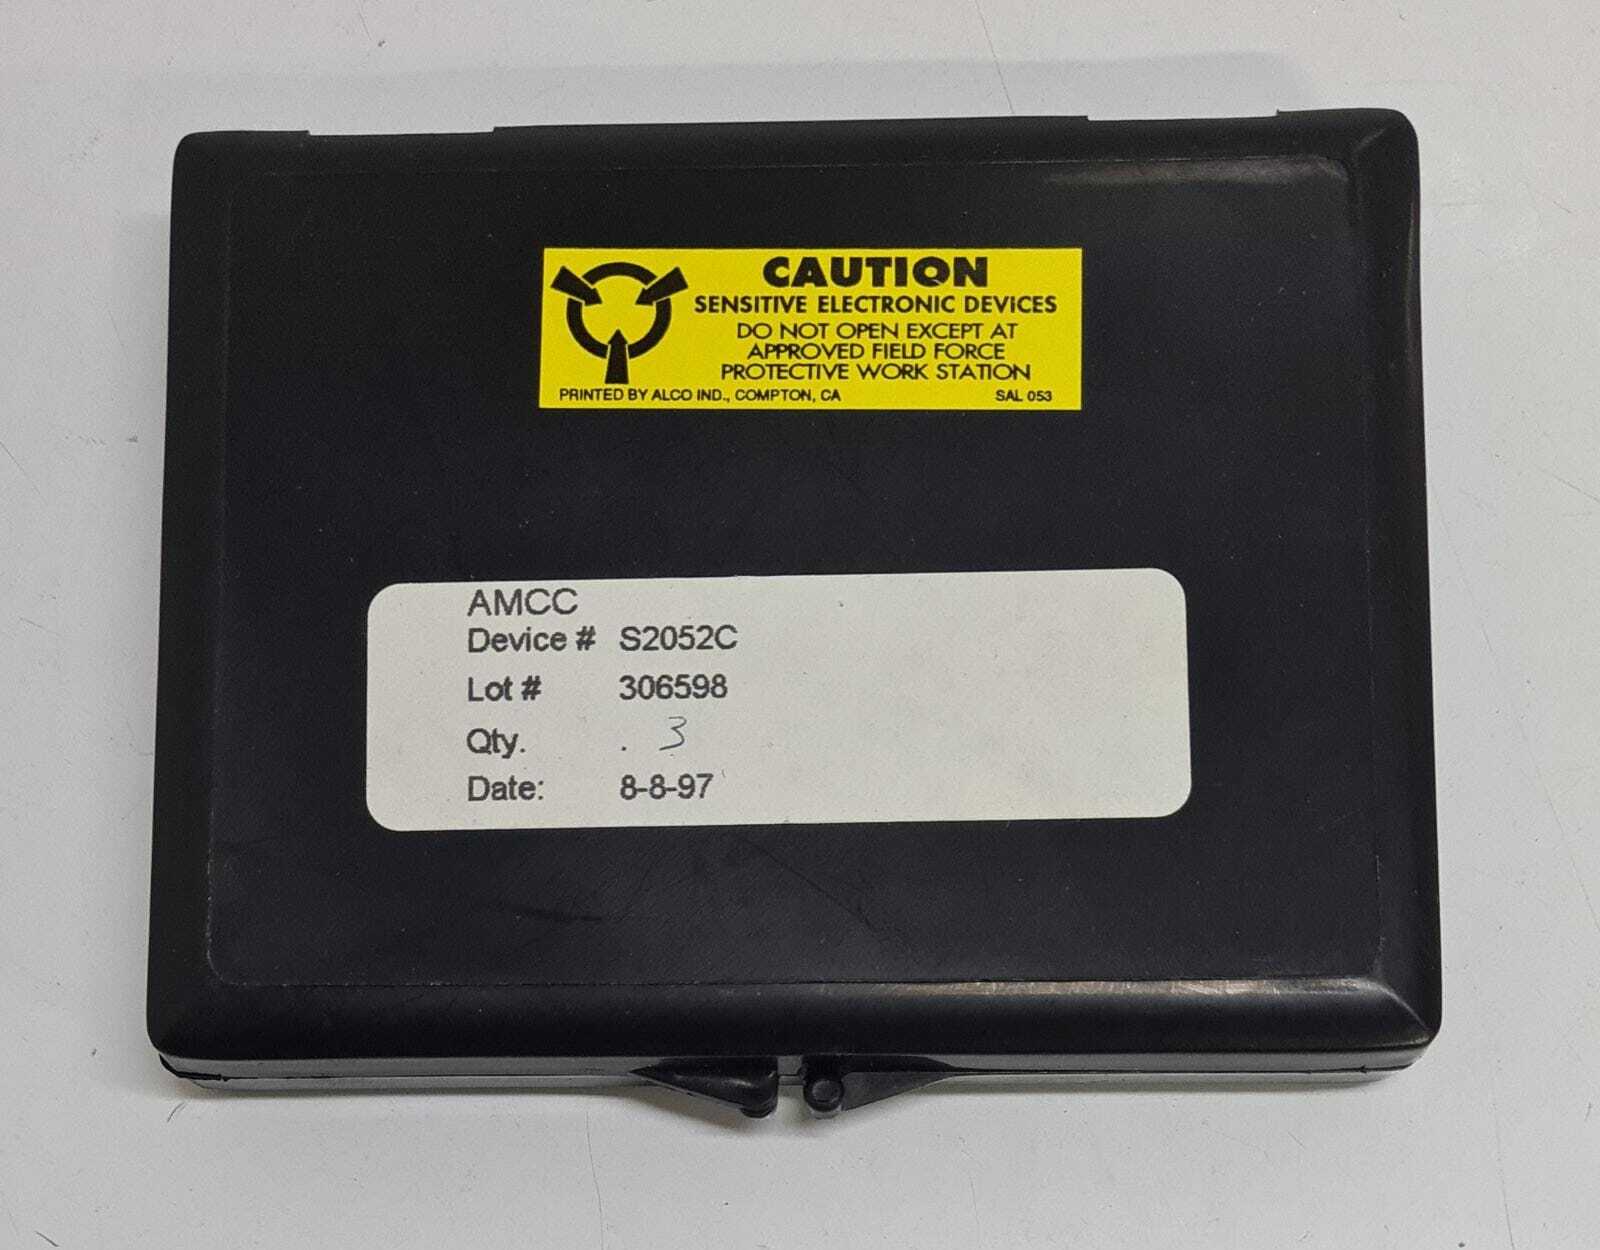 CAUTION
SENSITIVE ELECTRONIC DEVICES
DO NOT OPEN EXCEPT AT
APPROVED FIELD FORCE
PROTECTIVE WORK STATION
PRINTED BY ALCO IND., COMPTON, CA SAL 053
AMCC
Device # S2052C
Lot # 306598
Qty. . 3
Date: 8-8-97